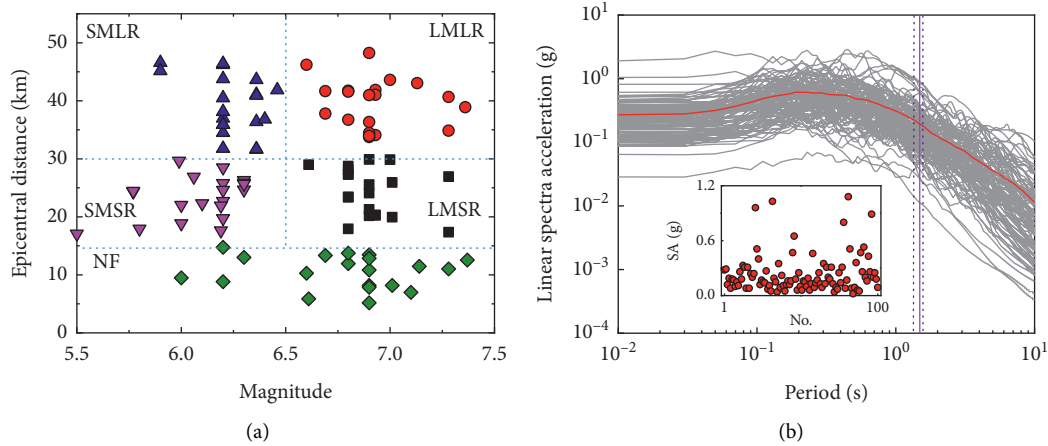 SMLR
LMLR
SMSR
LMSR
NF
60
50
40
30
20
10
0
5.5
6.0
6.5
7.0
7.5
Epicentral distance (km)
Magnitude
(a)
10¹
10⁰
10⁻¹
10⁻²
10⁻³
10⁻⁴
10⁻²
10⁻¹
10⁰
10¹
Linear spectra acceleration (g)
Period (s)
1.2
0.6
0.0
SA (g)
1
100
No.
(b)